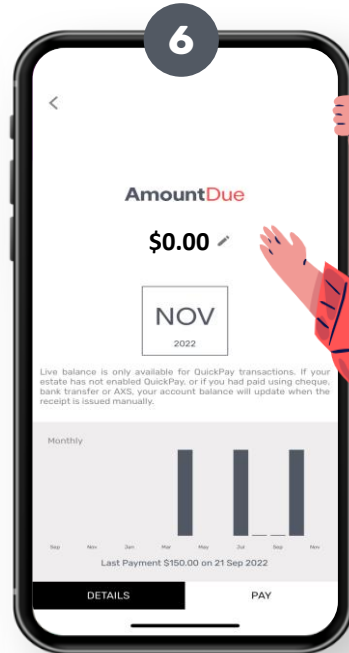 6
<
AmountDue
$0.00
NOV
2022
Live balance is only available for QuickPay transactions. If your
estate has not enabled QuickPay, or if you had paid using cheque,
bank transfer or AXS, your account balance will update when the
receipt is issued manually.
Monthly
Sep Nov Jan Mar May Jul Sep Nov
Last Payment $150.00 on 21 Sep 2022
DETAILS PAY